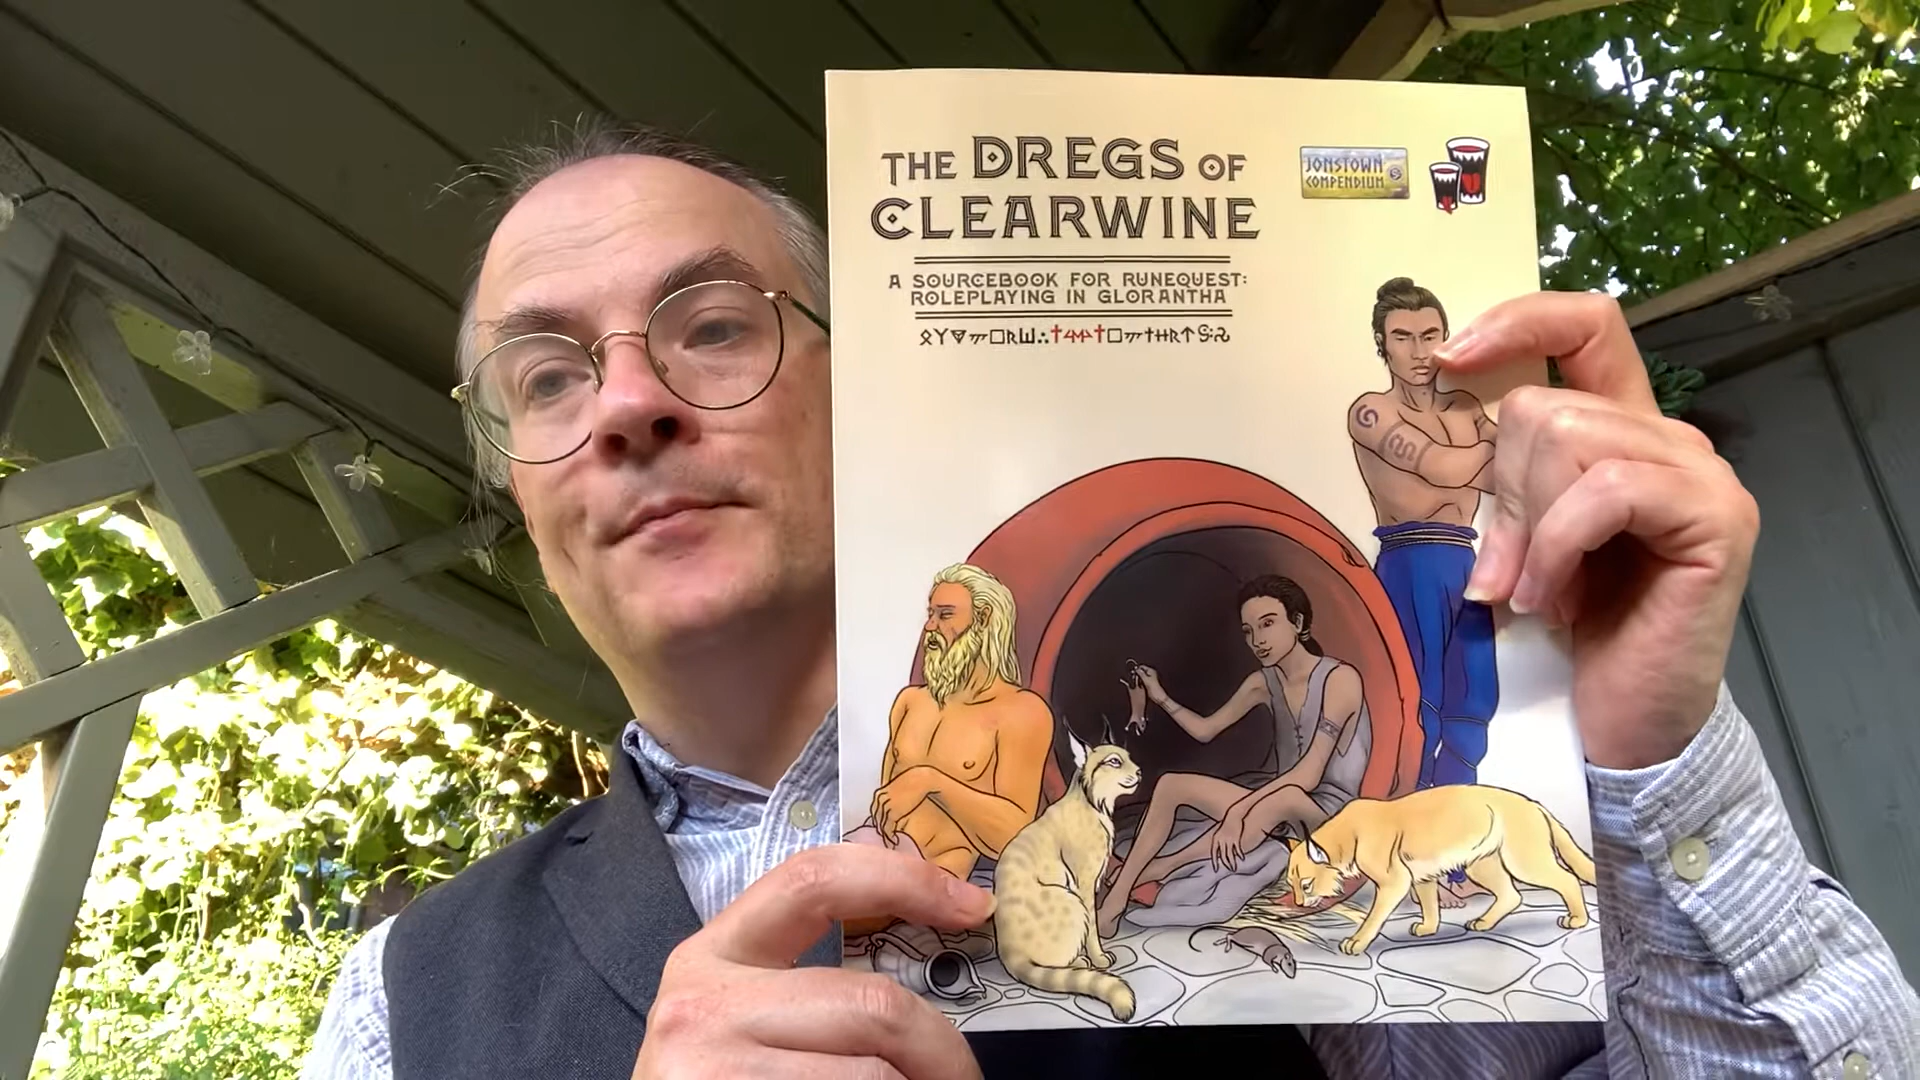 THE DREGS OF
CLEARWINE
A SOURCEBOOK FOR RUNEQUEST:
ROLEPLAYING IN GLORANTHA
JONSTOWN
COMPENDIUM